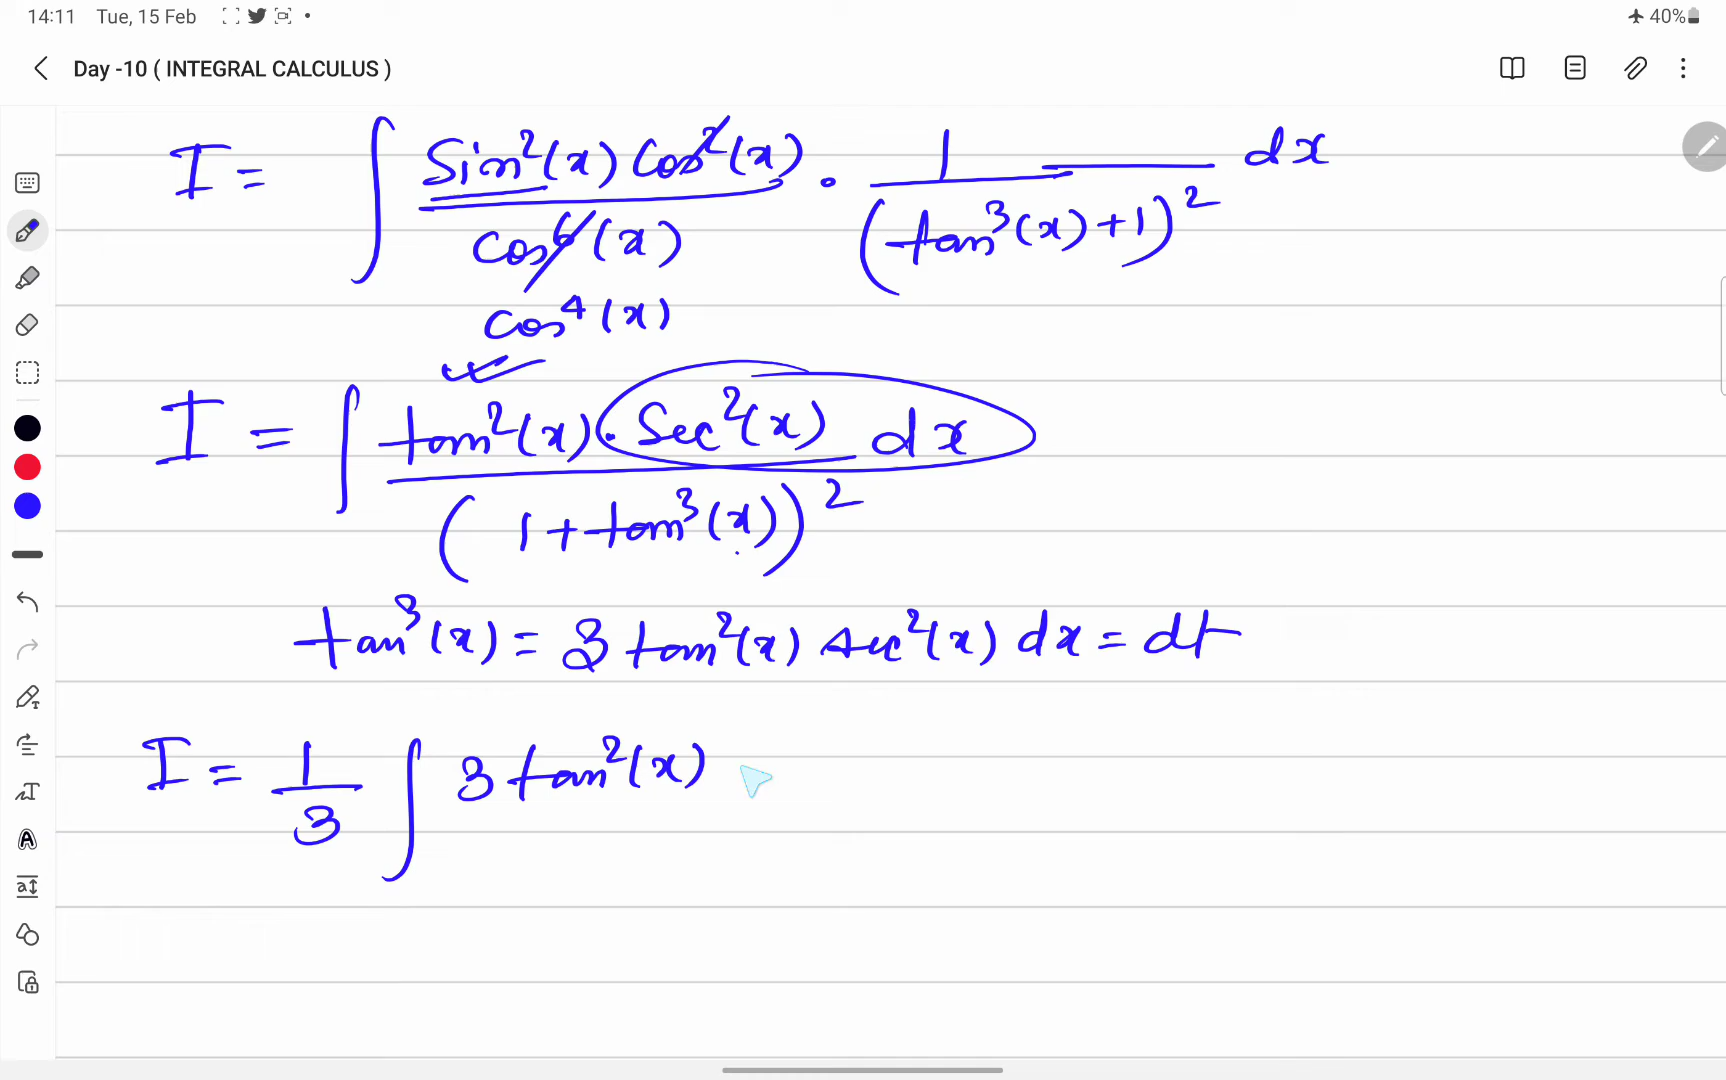 14:11 Tue, 15 Feb 40%
Day -10 ( INTEGRAL CALCULUS )
I = ∫ Sin²(x) Cos²(x) / cos⁶(x) · 1 / (tan³(x) + 1)² dx
cos⁴(x)
I = ∫ tan²(x) . Sec²(x) dx / (1 + tan³(x))²
tan³(x) = 3 tan²(x) sec²(x) dx = dt
I = 1/3 ∫ 3 tan²(x)